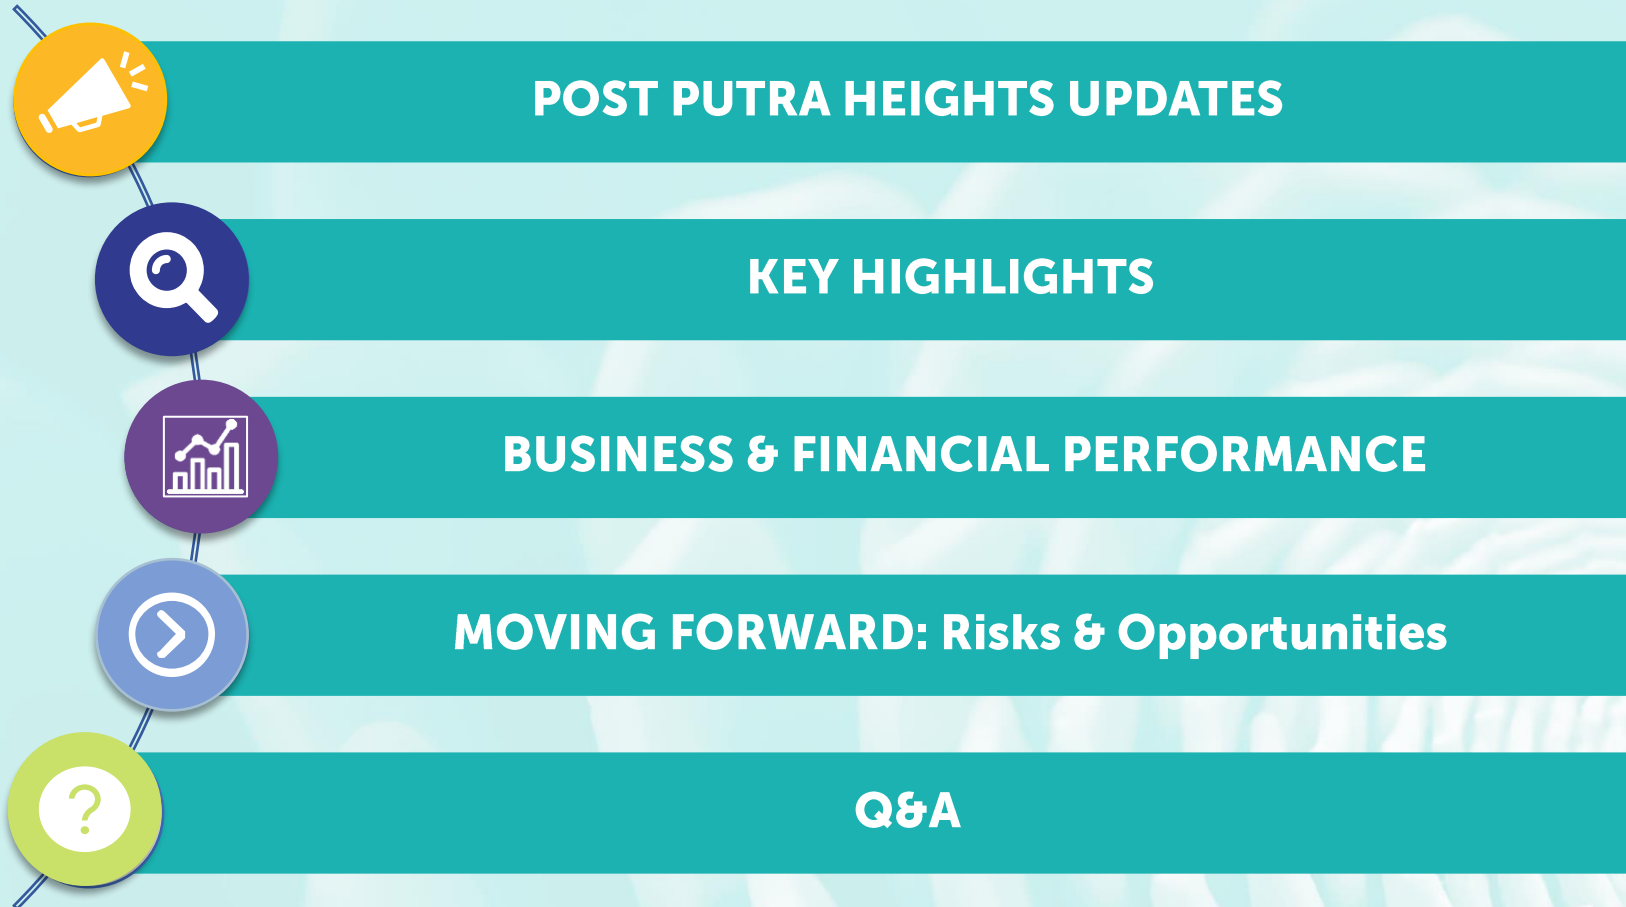 POST PUTRA HEIGHTS UPDATES
KEY HIGHLIGHTS
BUSINESS & FINANCIAL PERFORMANCE
MOVING FORWARD: Risks & Opportunities
?
Q&A